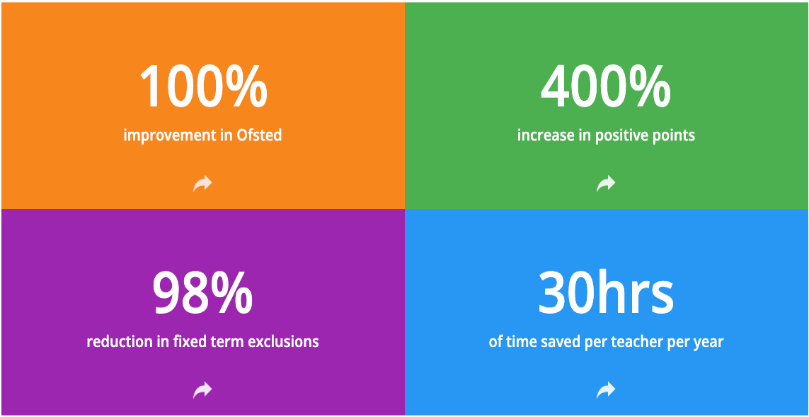 100%
improvement in Ofsted
400%
increase in positive points
98%
reduction in fixed term exclusions
30hrs
of time saved per teacher per year